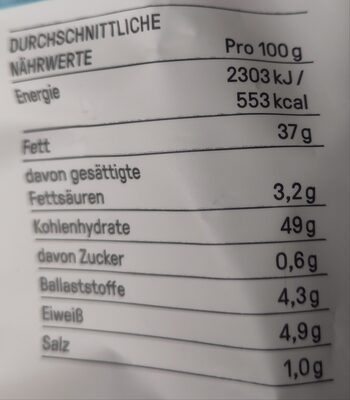 DURCHSCHNITTLICHE
NÄHRWERTE Pro 100 g
Energie 2303 kJ /
553 kcal
Fett 37 g
davon gesättigte
Fettsäuren 3,2 g
Kohlenhydrate 49 g
davon Zucker 0,6 g
Ballaststoffe 4,3 g
Eiweiß 4,9 g
Salz 1,0 g